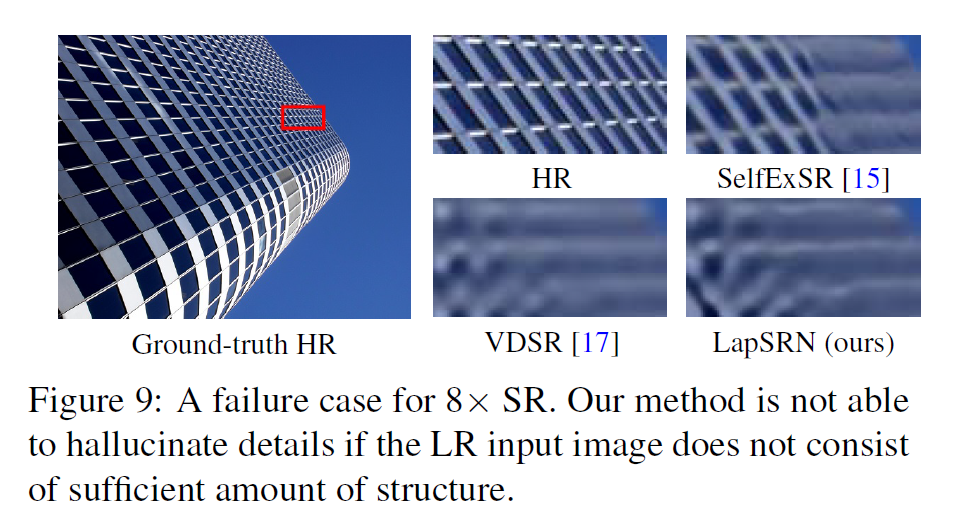 HR
SelfExSR [15]
Ground-truth HR
VDSR [17]
LapSRN (ours)
Figure 9: A failure case for 8× SR. Our method is not able
to hallucinate details if the LR input image does not consist
of sufficient amount of structure.